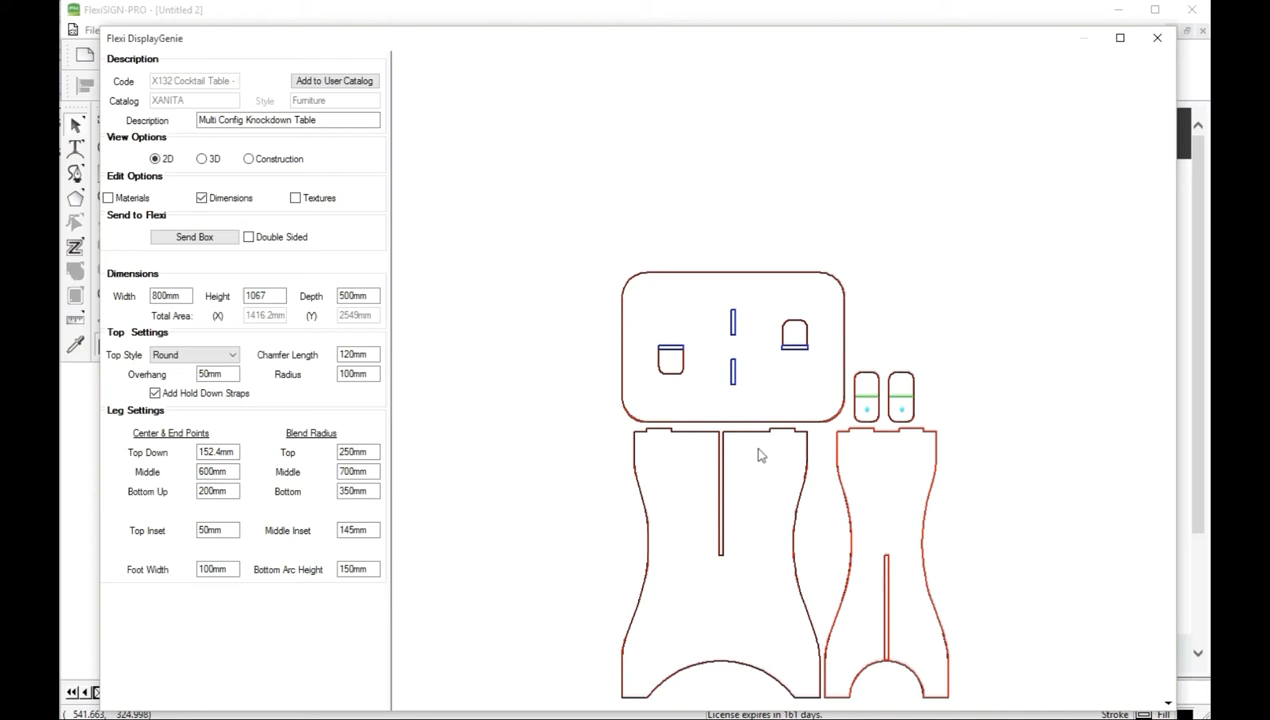 FlexiSIGN-PRO - [Untitled 2]
File
Flexi DisplayGenie
Description
Code X132 Cocktail Table - Add to User Catalog
Catalog XANITA Style Furniture
Description Multi Config Knockdown Table
View Options
2D 3D Construction
Edit Options
Materials Dimensions Textures
Send to Flexi
Send Box Double Sided
Dimensions
Width 800mm Height 1067 Depth 500mm
Total Area: (X) 1416.2mm (Y) 2549mm
Top Settings
Top Style Round Chamfer Length 120mm
Overhang 50mm Radius 100mm
Add Hold Down Straps
Leg Settings
Center & End Points Blend Radius
Top Down 152.4mm Top 250mm
Middle 600mm Middle 700mm
Bottom Up 200mm Bottom 350mm
Top Inset 50mm Middle Inset 145mm
Foot Width 100mm Bottom Arc Height 150mm
( 541.663, 324.998) License expires in 161 days. Stroke Fill